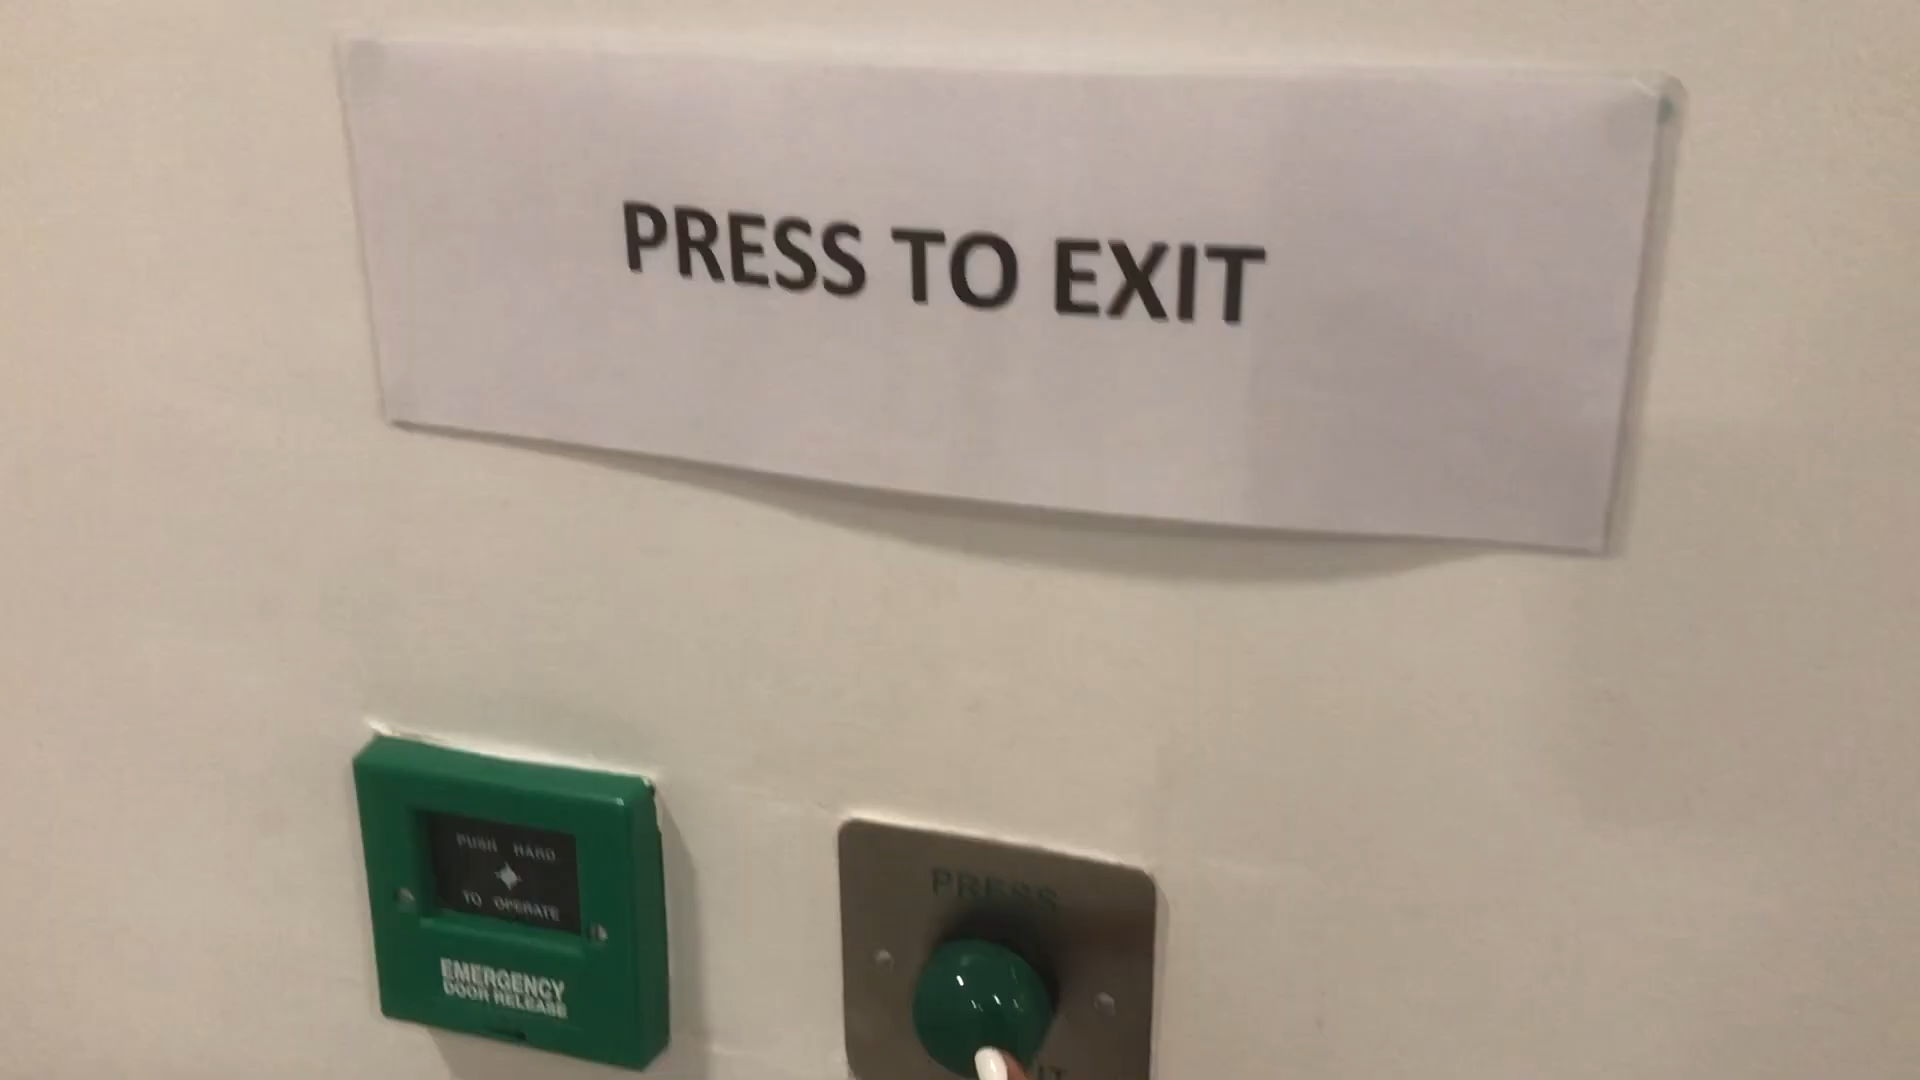 PRESS TO EXIT
PUSH HARD
TO OPERATE
EMERGENCY
DOOR RELEASE
PRESS